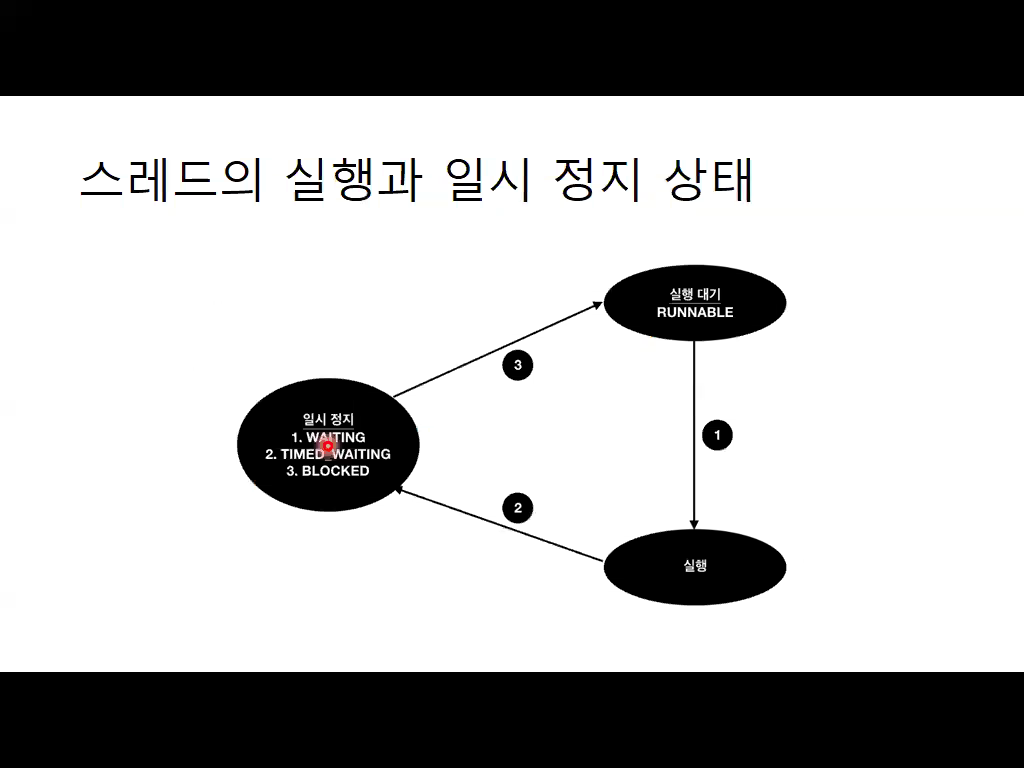 스레드의 실행과 일시 정지 상태
실행 대기
RUNNABLE
3
일시 정지
1. WAITING
2. TIMED_WAITING
3. BLOCKED
1
2
실행